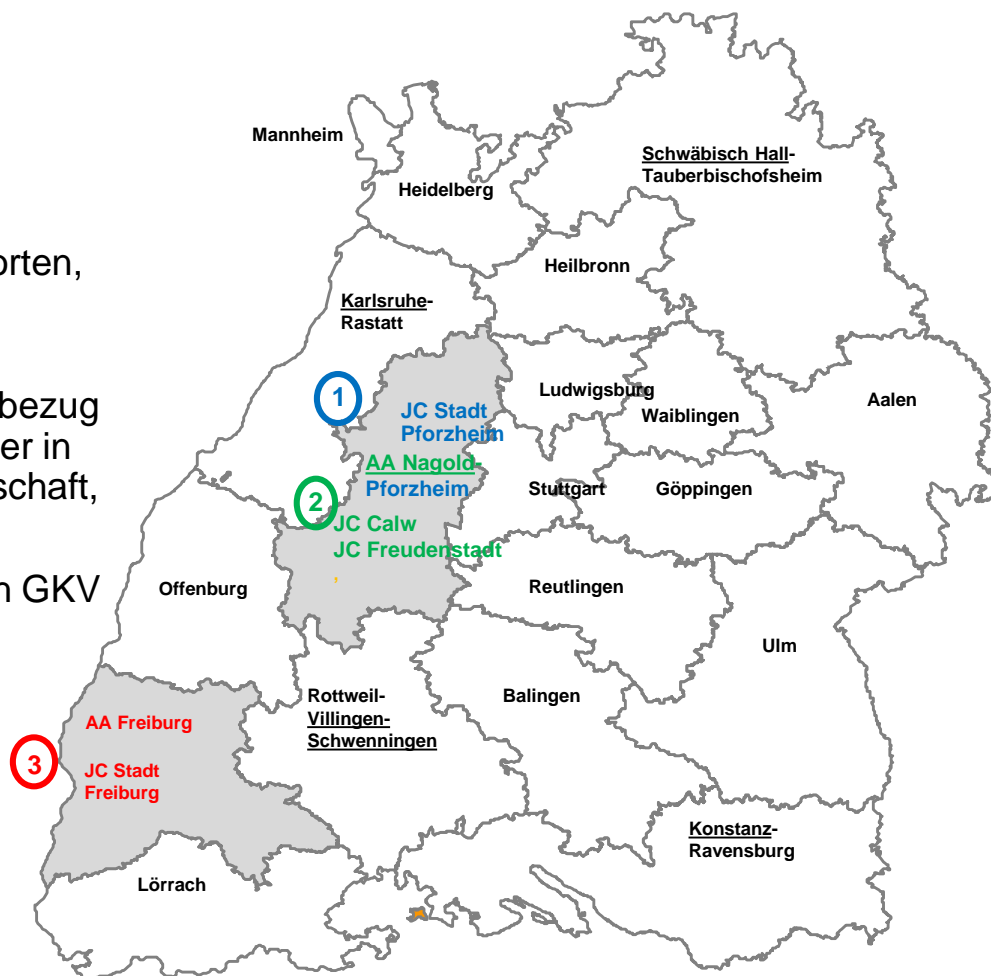 Mannheim
Heidelberg
Schwäbisch Hall-
Tauberbischofsheim
Heilbronn
orten,
Karlsruhe-
Rastatt
bezug
er in
schaft,
n GKV
1
JC Stadt
Pforzheim
AA Nagold-
Pforzheim
2
JC Calw
JC Freudenstadt
,
Ludwigsburg
Waiblingen
Aalen
Stuttgart
Göppingen
Offenburg
Reutlingen
Ulm
Rottweil-
Villingen-
Schwenningen
Balingen
3
AA Freiburg
JC Stadt
Freiburg
Konstanz-
Ravensburg
Lörrach